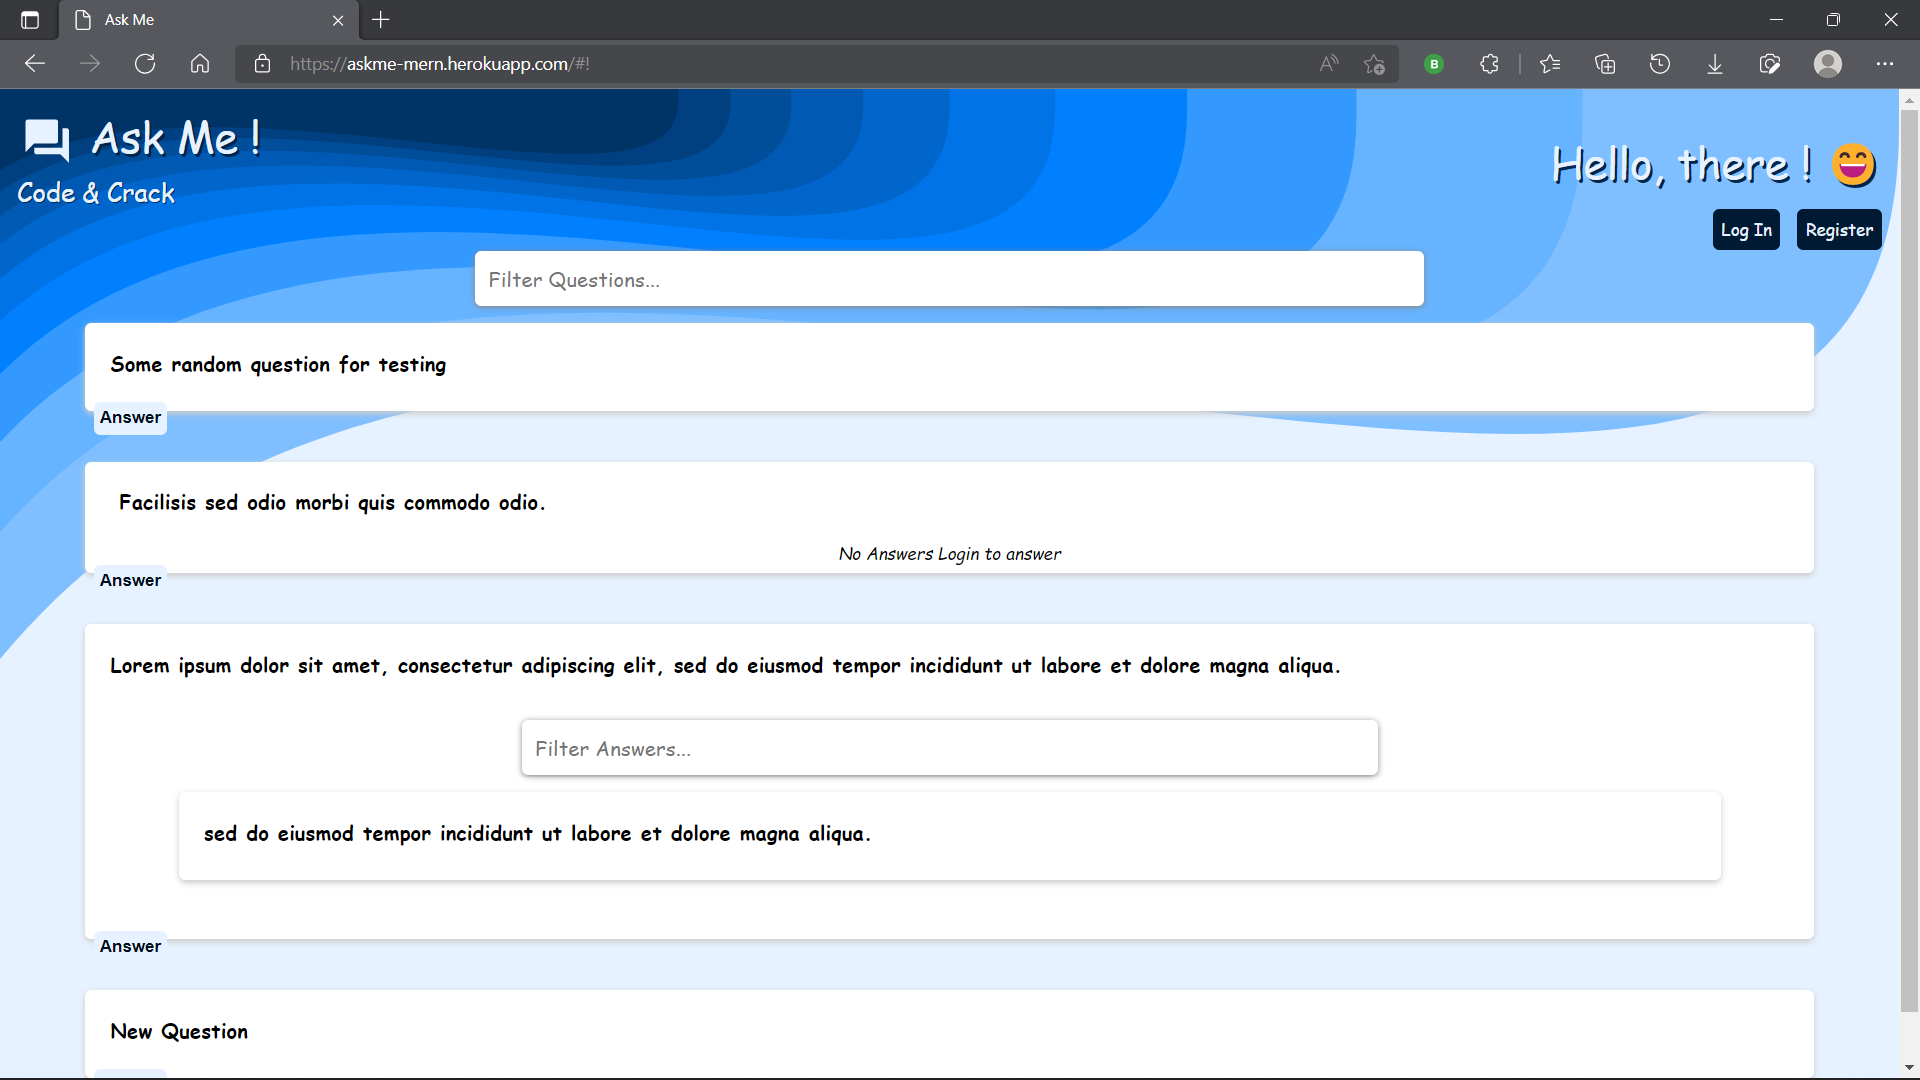 Ask Me
https://askme-mern.herokuapp.com/#!
B
Ask Me !
Code & Crack
Hello, there ! 😄
Log In
Register
Filter Questions...
Some random question for testing
Answer
Facilisis sed odio morbi quis commodo odio.
No Answers Login to answer
Answer
Lorem ipsum dolor sit amet, consectetur adipiscing elit, sed do eiusmod tempor incididunt ut labore et dolore magna aliqua.
Filter Answers...
sed do eiusmod tempor incididunt ut labore et dolore magna aliqua.
Answer
New Question